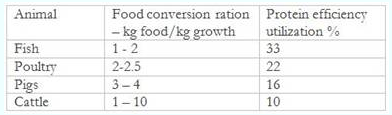 Animal Food conversion ration Protein efficiency
– kg food/kg growth utilization %
Fish 1 - 2 33
Poultry 2-2.5 22
Pigs 3 – 4 16
Cattle 1 – 10 10